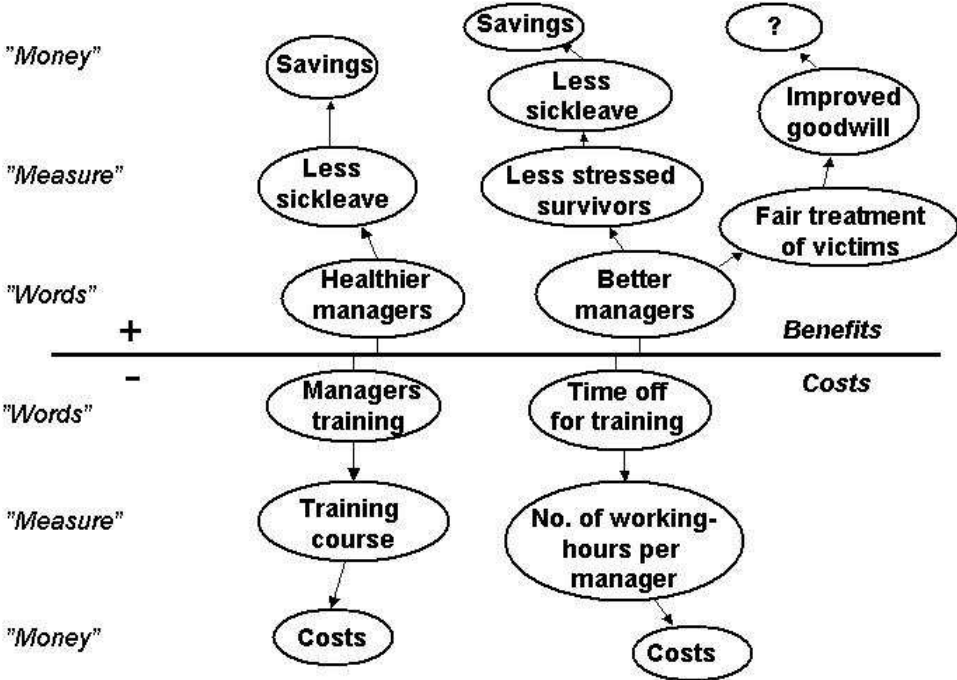 "Money"
Savings
Savings
?
Less
sickleave
Improved
goodwill
"Measure"
Less
sickleave
Less stressed
survivors
Fair treatment
of victims
"Words"
Healthier
managers
Better
managers
+
Benefits
–
Costs
"Words"
Managers
training
Time off
for training
"Measure"
Training
course
No. of working-
hours per
manager
"Money"
Costs
Costs